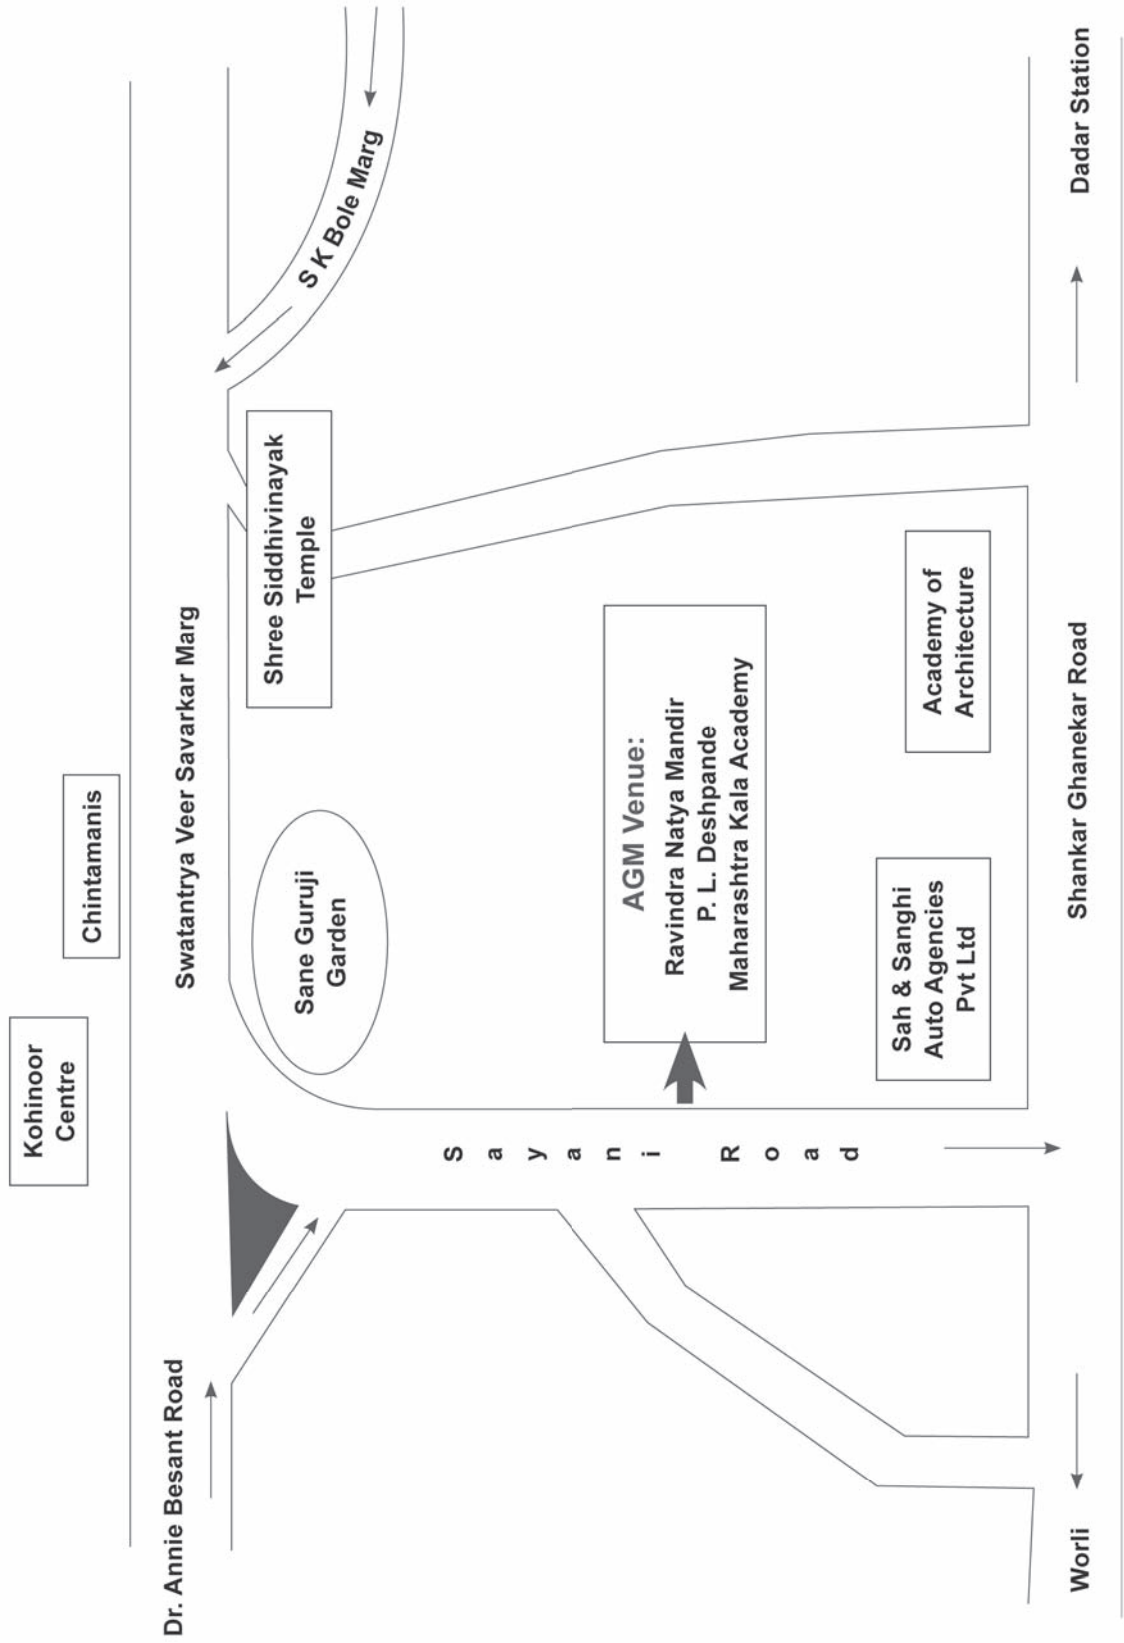 Kohinoor
Centre
Chintamanis
Dr. Annie Besant Road
Swatantrya Veer Savarkar Marg
S K Bole Marg
Sane Guruji
Garden
Shree Siddhivinayak
Temple
Sayani Road
AGM Venue:
Ravindra Natya Mandir
P. L. Deshpande
Maharashtra Kala Academy
Sah & Sanghi
Auto Agencies
Pvt Ltd
Academy of
Architecture
Worli
Shankar Ghanekar Road
Dadar Station